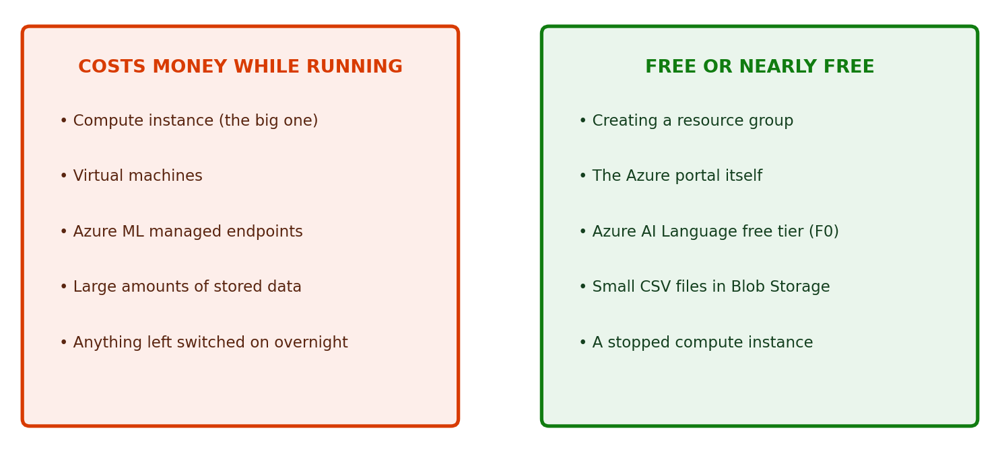 COSTS MONEY WHILE RUNNING
• Compute instance (the big one)
• Virtual machines
• Azure ML managed endpoints
• Large amounts of stored data
• Anything left switched on overnight
FREE OR NEARLY FREE
• Creating a resource group
• The Azure portal itself
• Azure AI Language free tier (F0)
• Small CSV files in Blob Storage
• A stopped compute instance